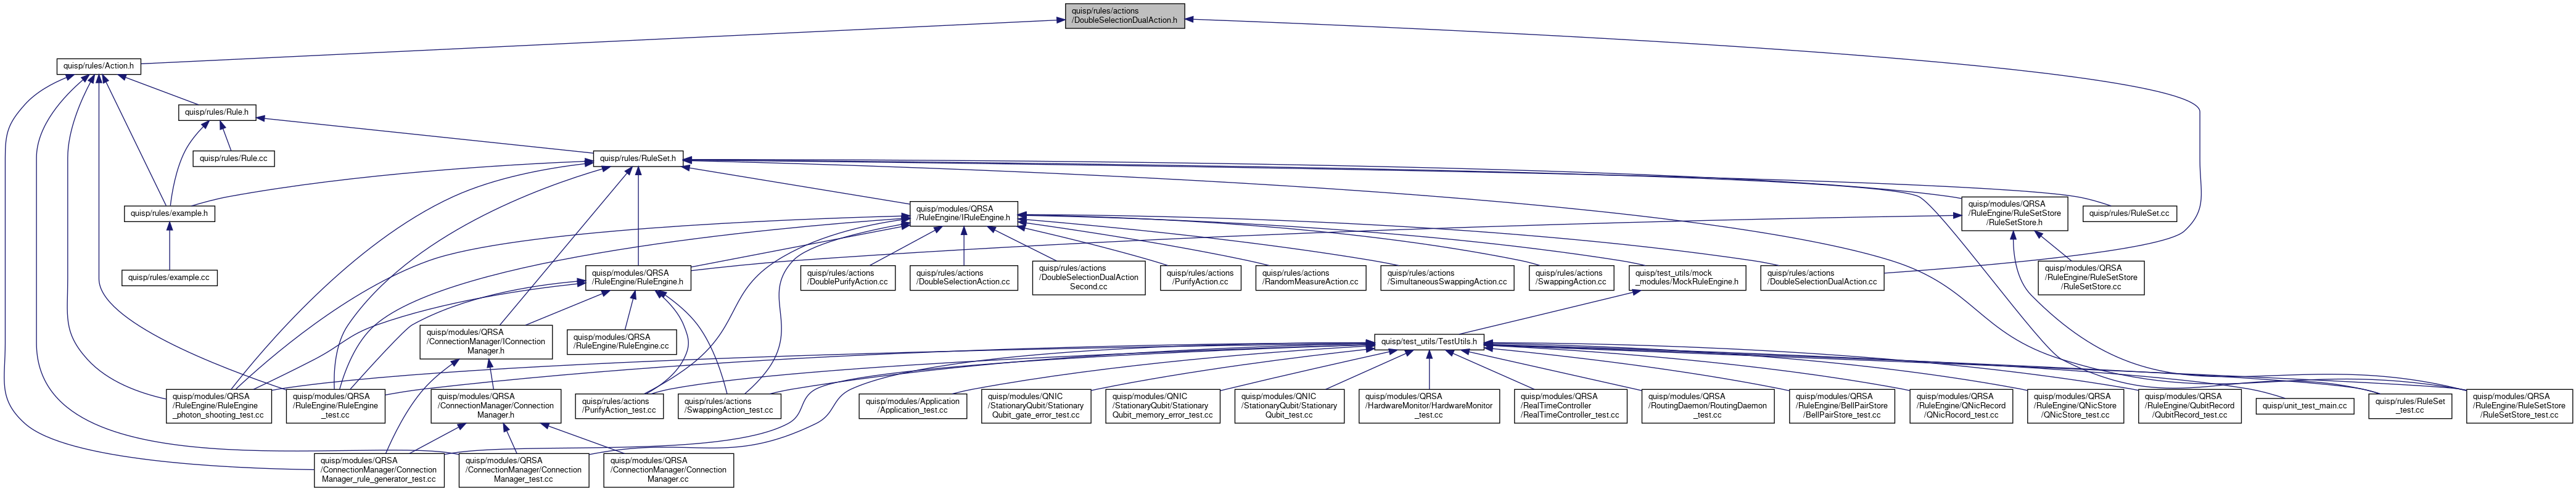 quisp/rules/actions
/DoubleSelectionDualAction.h
quisp/rules/Action.h
quisp/rules/Rule.h
quisp/rules/Rule.cc
quisp/rules/RuleSet.h
quisp/rules/example.h
quisp/modules/QRSA
/RuleEngine/IRuleEngine.h
quisp/modules/QRSA
/RuleEngine/RuleSetStore
/RuleSetStore.h
quisp/rules/RuleSet.cc
quisp/rules/example.cc
quisp/modules/QRSA
/RuleEngine/RuleEngine.h
quisp/rules/actions
/DoublePurifyAction.cc
quisp/rules/actions
/DoubleSelectionAction.cc
quisp/rules/actions
/DoubleSelectionDualAction
Second.cc
quisp/rules/actions
/PurifyAction.cc
quisp/rules/actions
/RandomMeasureAction.cc
quisp/rules/actions
/SimultaneousSwappingAction.cc
quisp/rules/actions
/SwappingAction.cc
quisp/test_utils/mock
_modules/MockRuleEngine.h
quisp/rules/actions
/DoubleSelectionDualAction.cc
quisp/modules/QRSA
/RuleEngine/RuleSetStore
/RuleSetStore.cc
quisp/modules/QRSA
/ConnectionManager/IConnection
Manager.h
quisp/modules/QRSA
/RuleEngine/RuleEngine.cc
quisp/test_utils/TestUtils.h
quisp/modules/QRSA
/RuleEngine/RuleEngine
_photon_shooting_test.cc
quisp/modules/QRSA
/RuleEngine/RuleEngine
_test.cc
quisp/modules/QRSA
/ConnectionManager/Connection
Manager.h
quisp/rules/actions
/PurifyAction_test.cc
quisp/rules/actions
/SwappingAction_test.cc
quisp/modules/Application
/Application_test.cc
quisp/modules/QNIC
/StationaryQubit/Stationary
Qubit_gate_error_test.cc
quisp/modules/QNIC
/StationaryQubit/Stationary
Qubit_memory_error_test.cc
quisp/modules/QNIC
/StationaryQubit/Stationary
Qubit_test.cc
quisp/modules/QRSA
/HardwareMonitor/HardwareMonitor
_test.cc
quisp/modules/QRSA
/RealTimeController
/RealTimeController_test.cc
quisp/modules/QRSA
/RoutingDaemon/RoutingDaemon
_test.cc
quisp/modules/QRSA
/RuleEngine/BellPairStore
/BellPairStore_test.cc
quisp/modules/QRSA
/RuleEngine/QNicRecord
/QNicRocord_test.cc
quisp/modules/QRSA
/RuleEngine/QNicStore
/QNicStore_test.cc
quisp/modules/QRSA
/RuleEngine/QubitRecord
/QubitRecord_test.cc
quisp/unit_test_main.cc
quisp/rules/RuleSet
_test.cc
quisp/modules/QRSA
/RuleEngine/RuleSetStore
/RuleSetStore_test.cc
quisp/modules/QRSA
/ConnectionManager/Connection
Manager_rule_generator_test.cc
quisp/modules/QRSA
/ConnectionManager/Connection
Manager_test.cc
quisp/modules/QRSA
/ConnectionManager/Connection
Manager.cc